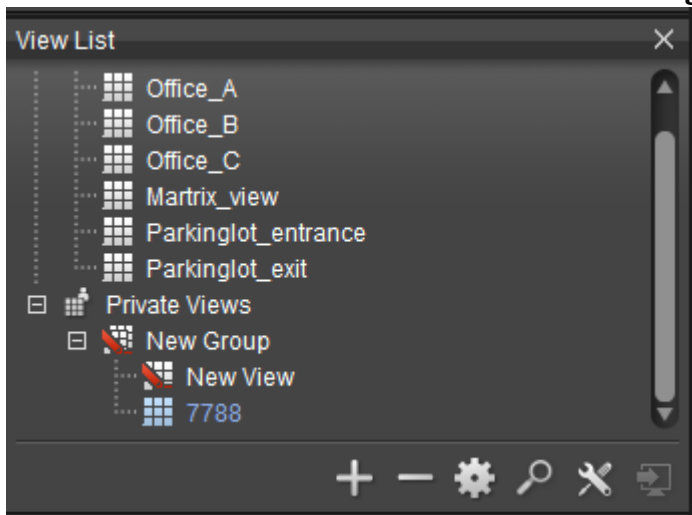 View List
Office_A
Office_B
Office_C
Martrix_view
Parkinglot_entrance
Parkinglot_exit
Private Views
New Group
New View
7788